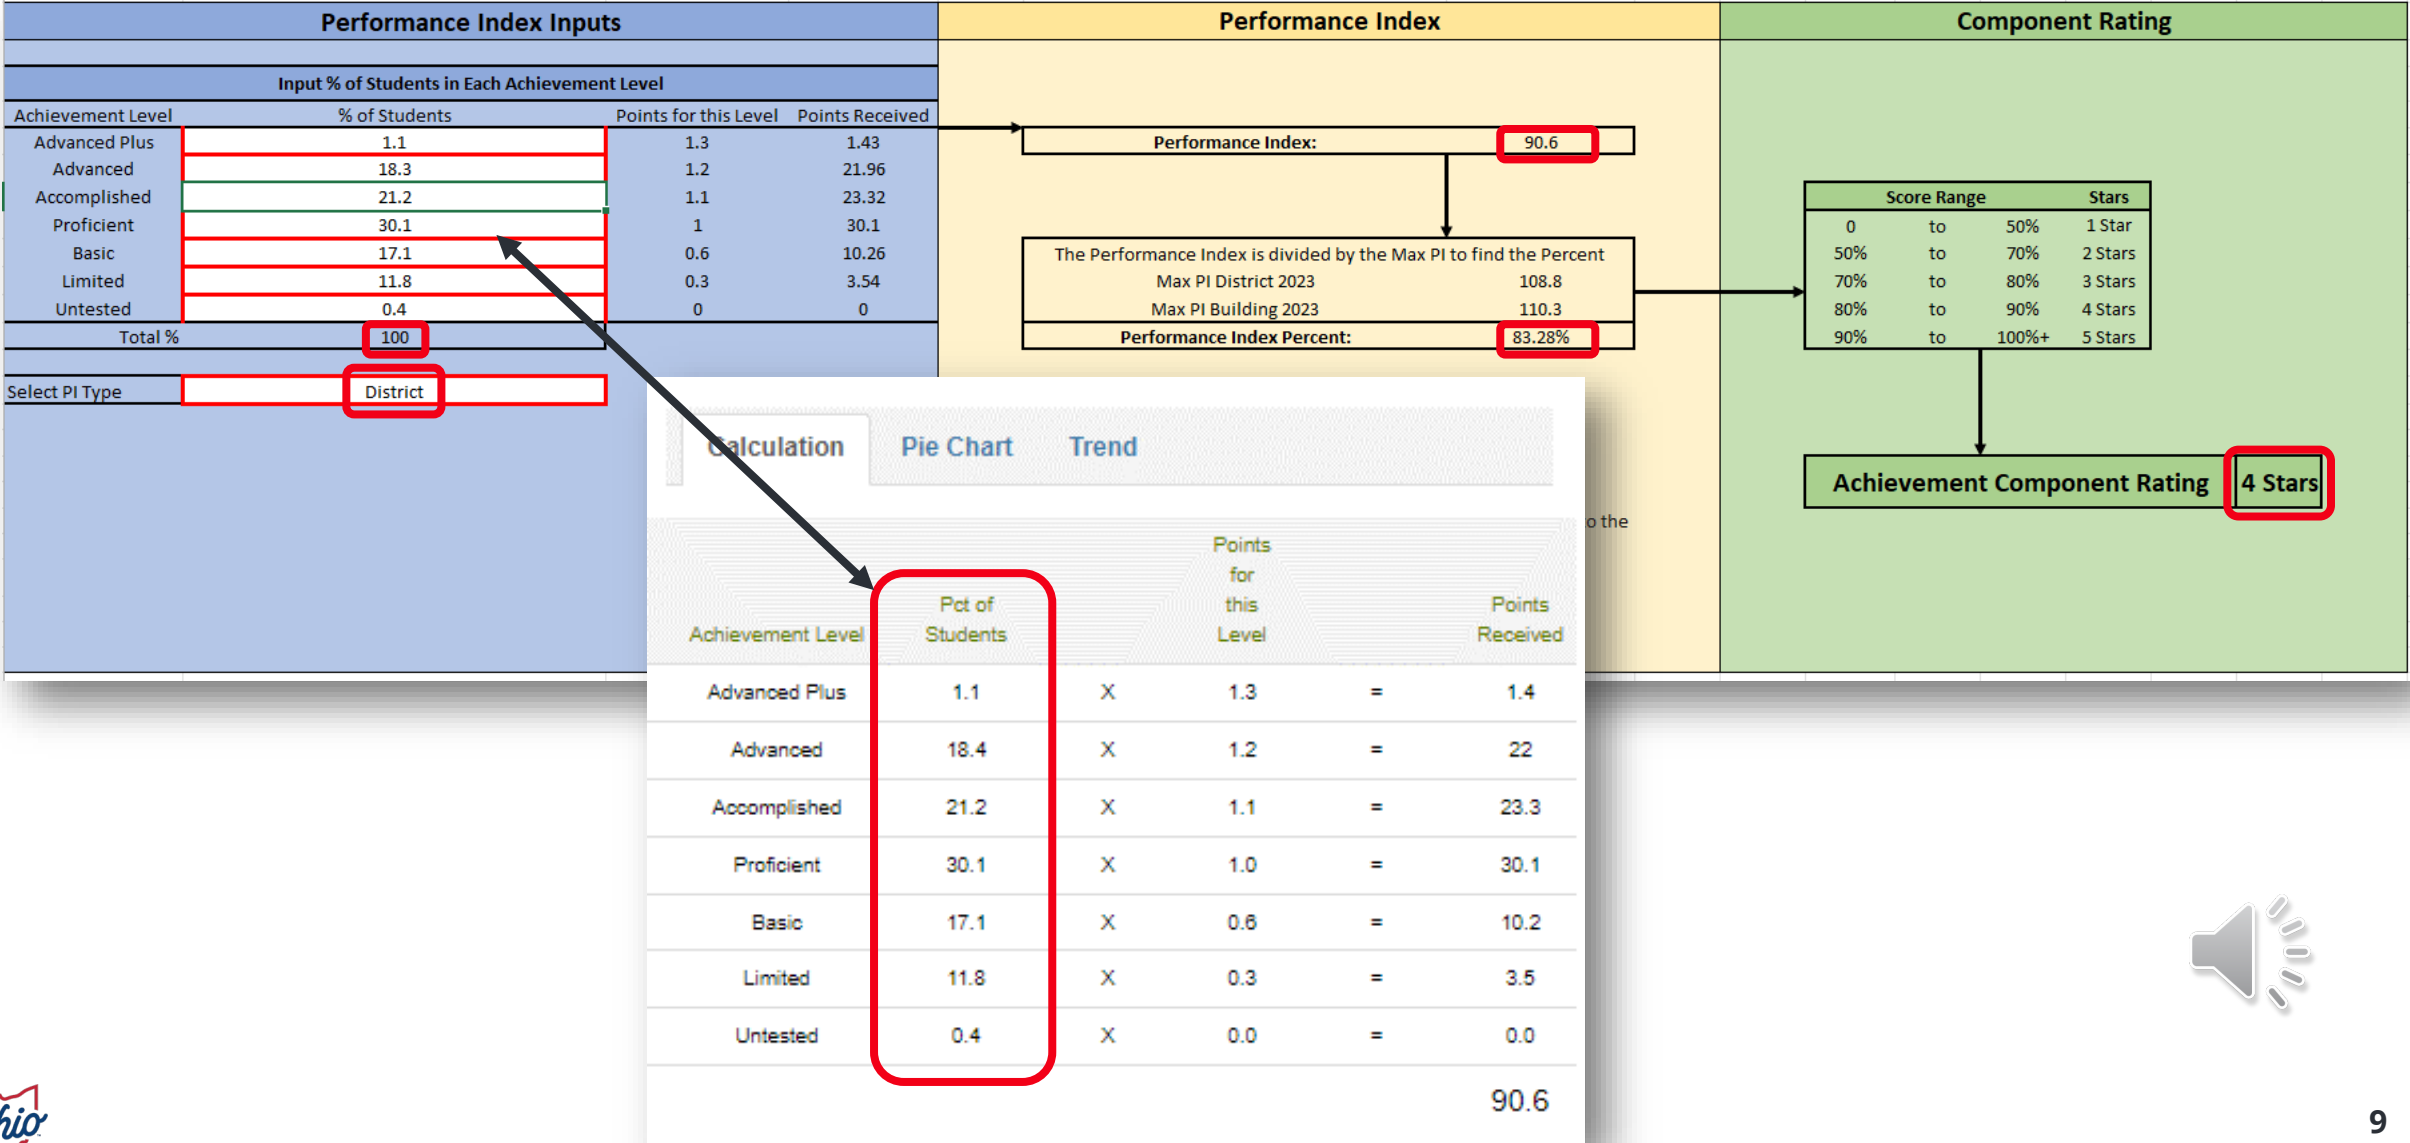 Performance Index Inputs
Performance Index
Component Rating
Input % of Students in Each Achievement Level
Achievement Level % of Students Points for this Level Points Received
Advanced Plus 1.1 1.3 1.43
Advanced 18.3 1.2 21.96
Accomplished 21.2 1.1 23.32
Proficient 30.1 1 30.1
Basic 17.1 0.6 10.26
Limited 11.8 0.3 3.54
Untested 0.4 0 0
Total % 100
Select PI Type District
Performance Index: 90.6
The Performance Index is divided by the Max PI to find the Percent
Max PI District 2023 108.8
Max PI Building 2023 110.3
Performance Index Percent: 83.28%
o the
Score Range Stars
0 to 50% 1 Star
50% to 70% 2 Stars
70% to 80% 3 Stars
80% to 90% 4 Stars
90% to 100%+ 5 Stars
Achievement Component Rating 4 Stars
Calculation Pie Chart Trend
Achievement Level
Pct of
Students
Points
for
this
Level
Points
Received
Advanced Plus 1.1 X 1.3 = 1.4
Advanced 18.4 X 1.2 = 22
Accomplished 21.2 X 1.1 = 23.3
Proficient 30.1 X 1.0 = 30.1
Basic 17.1 X 0.6 = 10.2
Limited 11.8 X 0.3 = 3.5
Untested 0.4 X 0.0 = 0.0
90.6
hio
9